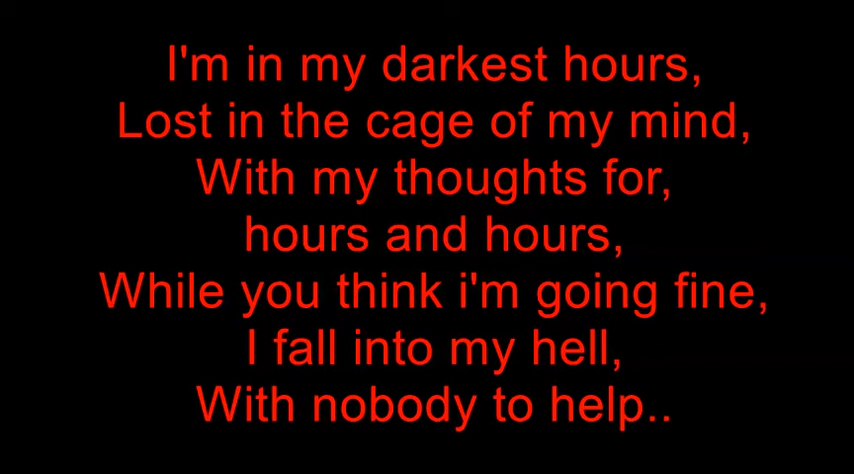 I'm in my darkest hours,
Lost in the cage of my mind,
With my thoughts for,
hours and hours,
While you think i'm going fine,
I fall into my hell,
With nobody to help..